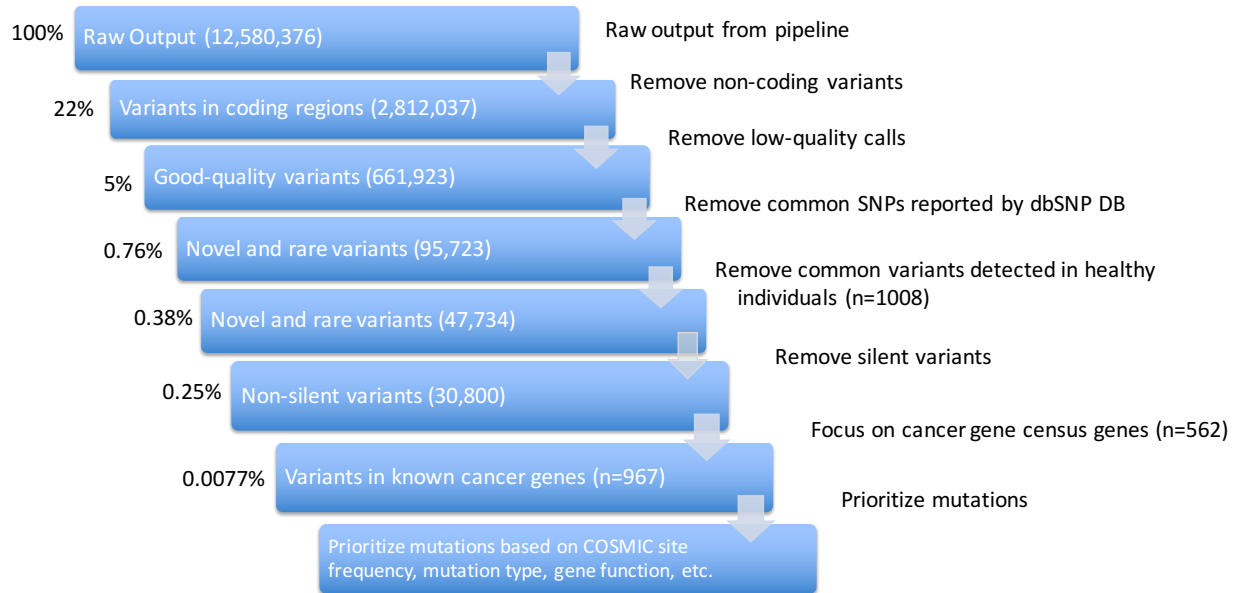 100%
Raw Output (12,580,376)
Raw output from pipeline
Remove non-coding variants
22%
Variants in coding regions (2,812,037)
Remove low-quality calls
5%
Good-quality variants (661,923)
Remove common SNPs reported by dbSNP DB
0.76%
Novel and rare variants (95,723)
Remove common variants detected in healthy
individuals (n=1008)
0.38%
Novel and rare variants (47,734)
Remove silent variants
0.25%
Non-silent variants (30,800)
Focus on cancer gene census genes (n=562)
0.0077%
Variants in known cancer genes (n=967)
Prioritize mutations
Prioritize mutations based on COSMIC site
frequency, mutation type, gene function, etc.